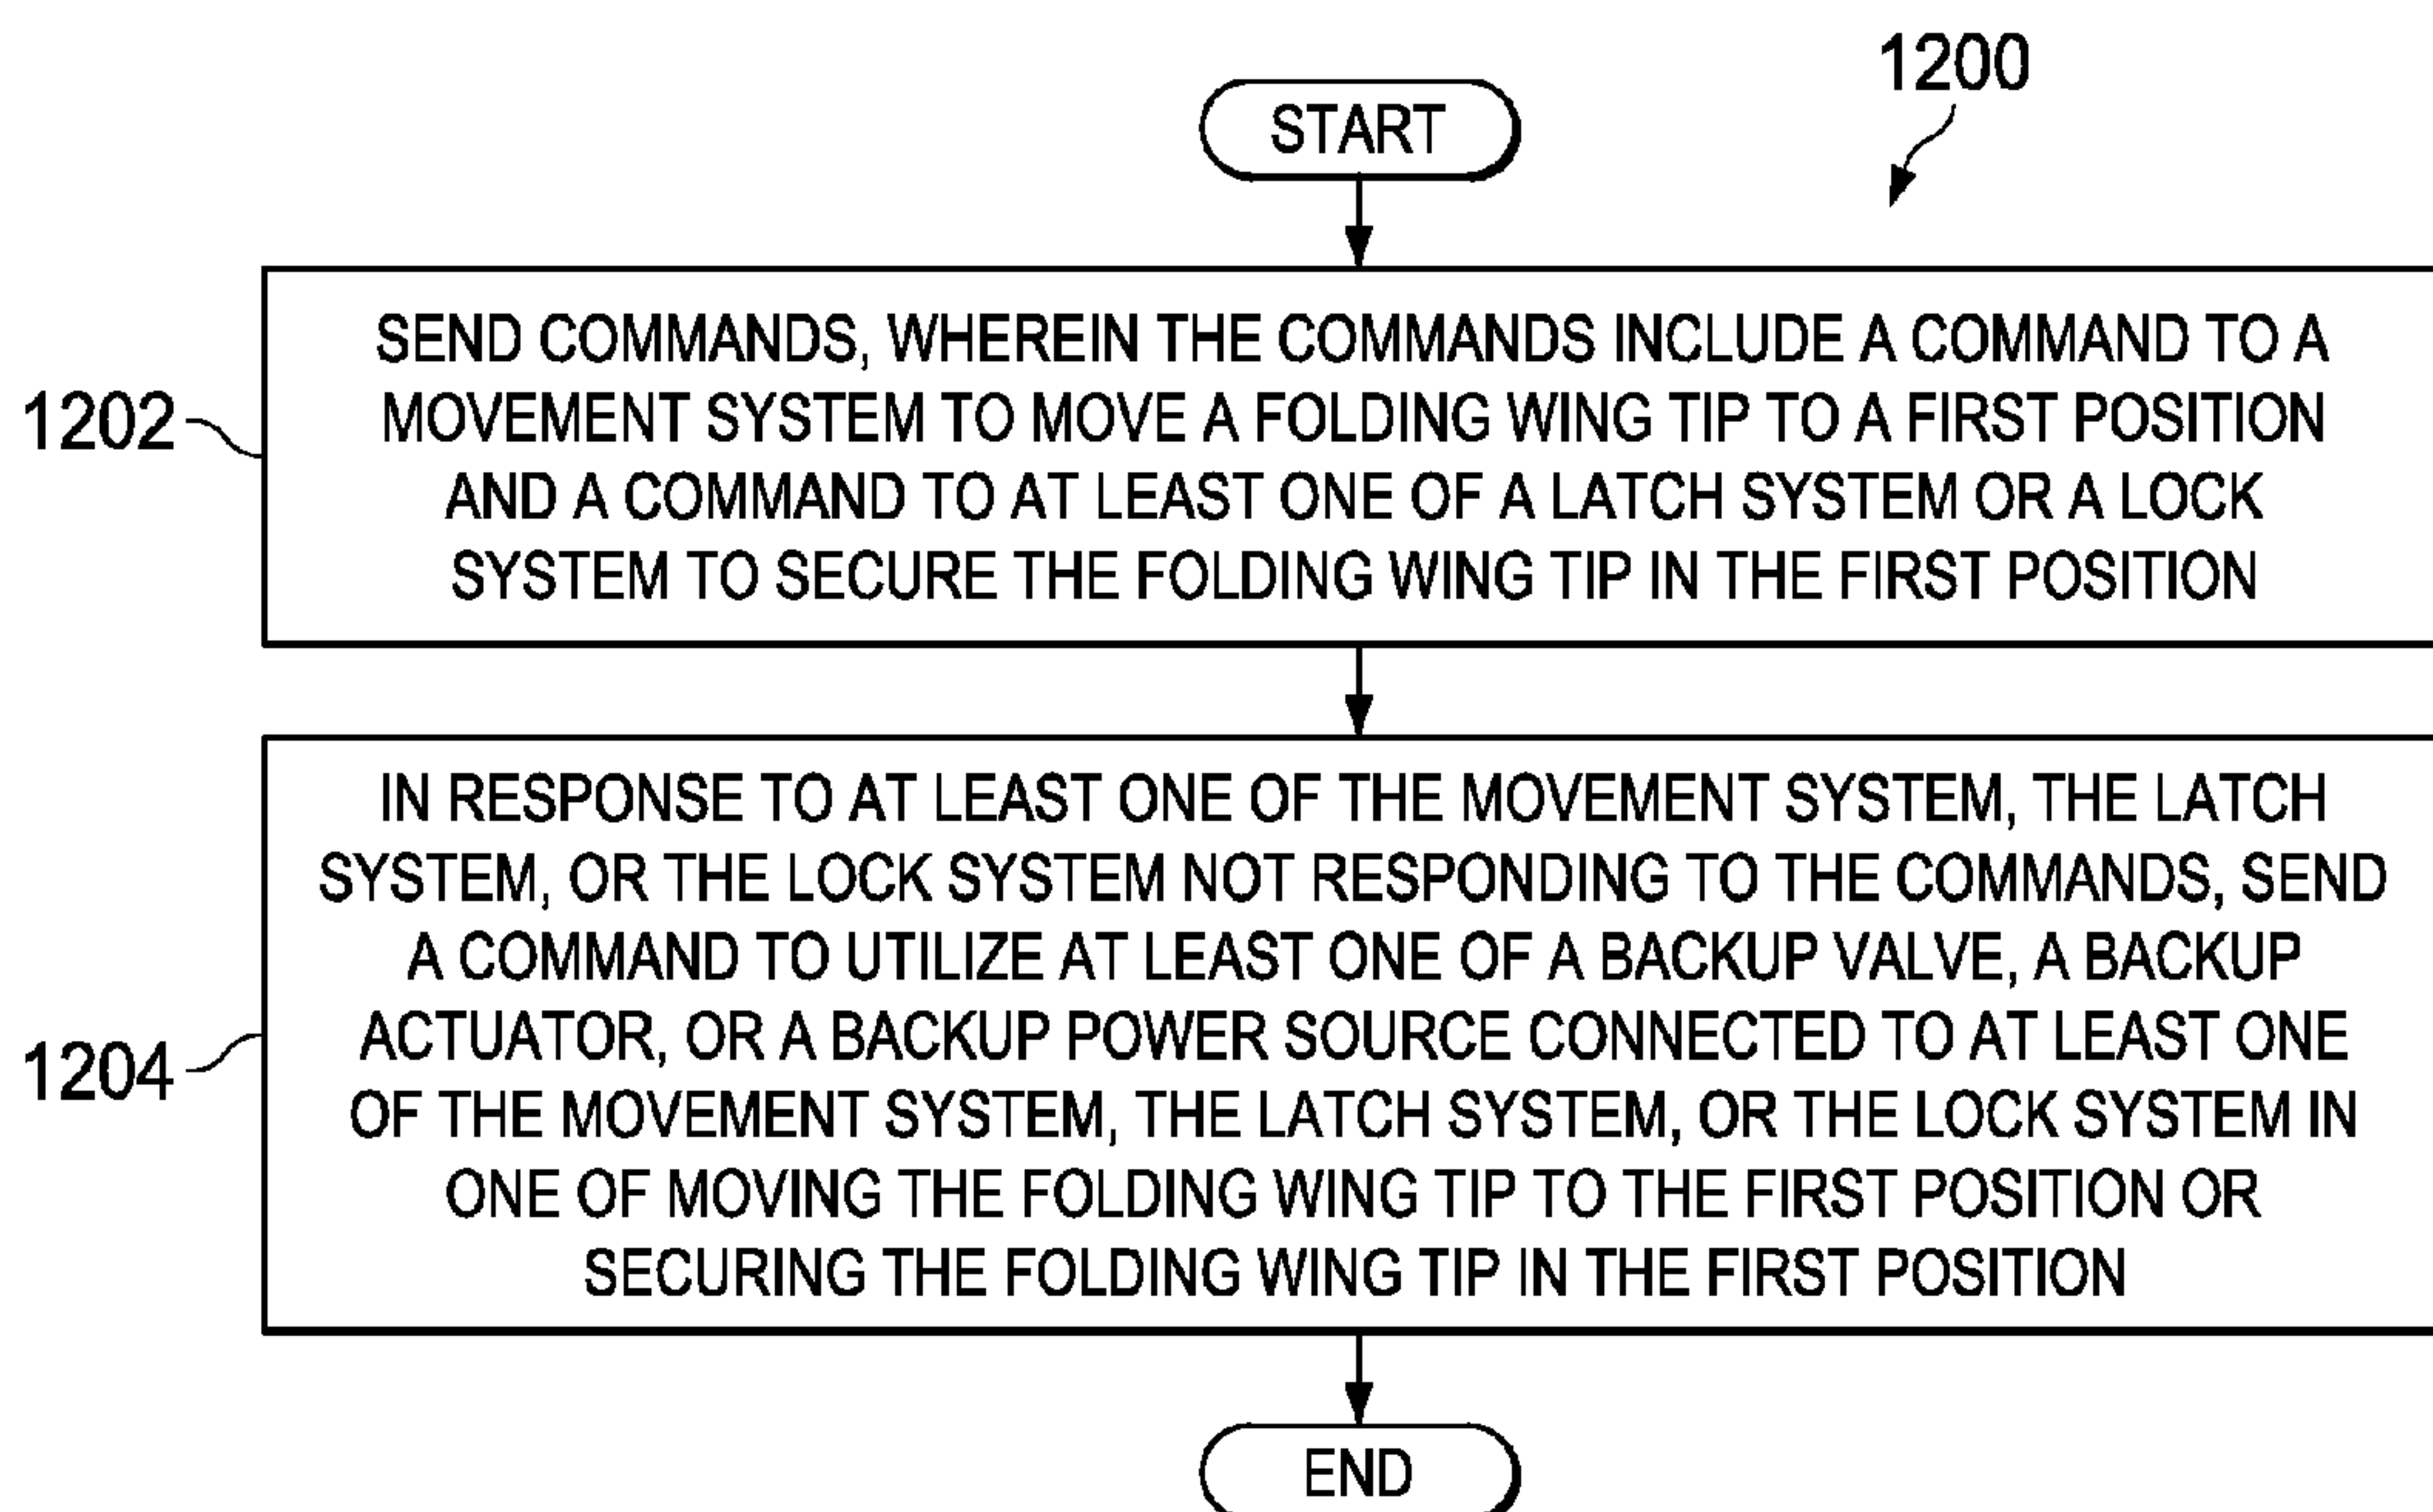 1200
START
1202
SEND COMMANDS, WHEREIN THE COMMANDS INCLUDE A COMMAND TO A
MOVEMENT SYSTEM TO MOVE A FOLDING WING TIP TO A FIRST POSITION
AND A COMMAND TO AT LEAST ONE OF A LATCH SYSTEM OR A LOCK
SYSTEM TO SECURE THE FOLDING WING TIP IN THE FIRST POSITION
1204
IN RESPONSE TO AT LEAST ONE OF THE MOVEMENT SYSTEM, THE LATCH
SYSTEM, OR THE LOCK SYSTEM NOT RESPONDING TO THE COMMANDS, SEND
A COMMAND TO UTILIZE AT LEAST ONE OF A BACKUP VALVE, A BACKUP
ACTUATOR, OR A BACKUP POWER SOURCE CONNECTED TO AT LEAST ONE
OF THE MOVEMENT SYSTEM, THE LATCH SYSTEM, OR THE LOCK SYSTEM IN
ONE OF MOVING THE FOLDING WING TIP TO THE FIRST POSITION OR
SECURING THE FOLDING WING TIP IN THE FIRST POSITION
END